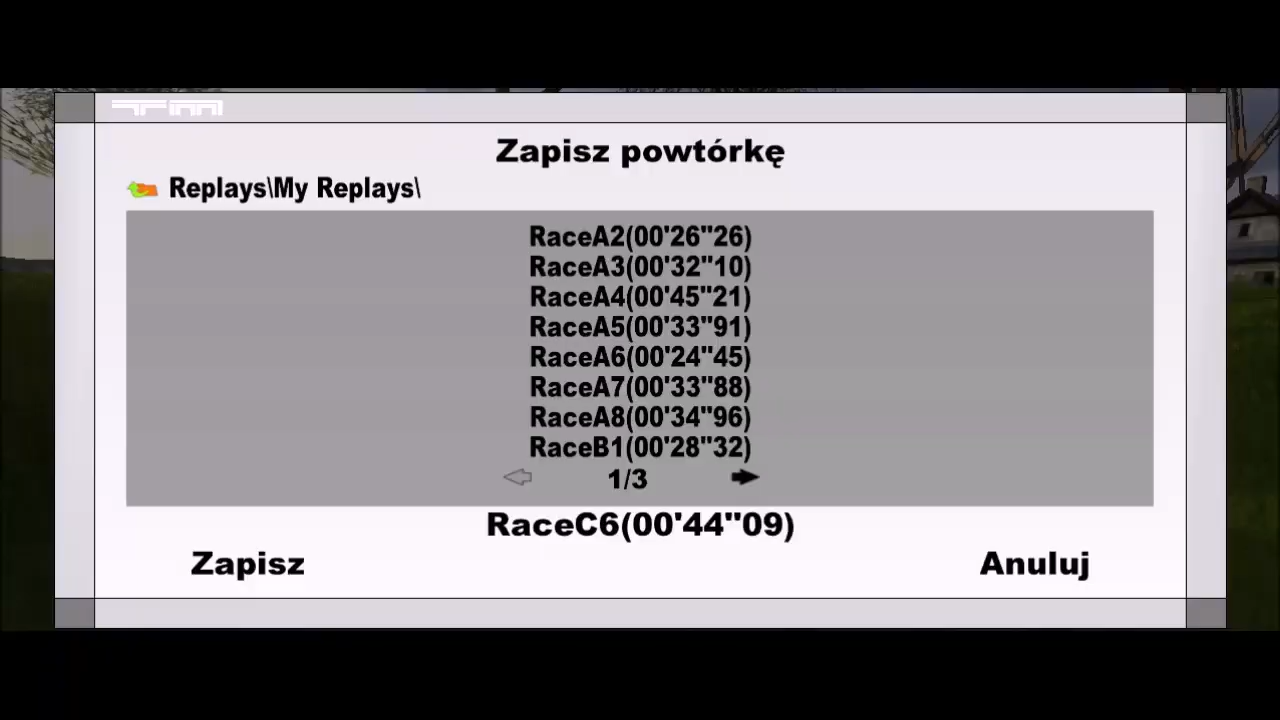 Zapisz powtórkę
Replays\My Replays\
RaceA2(00'26"26)
RaceA3(00'32"10)
RaceA4(00'45"21)
RaceA5(00'33"91)
RaceA6(00'24"45)
RaceA7(00'33"88)
RaceA8(00'34"96)
RaceB1(00'28"32)
1/3
RaceC6(00'44"09)
Zapisz Anuluj